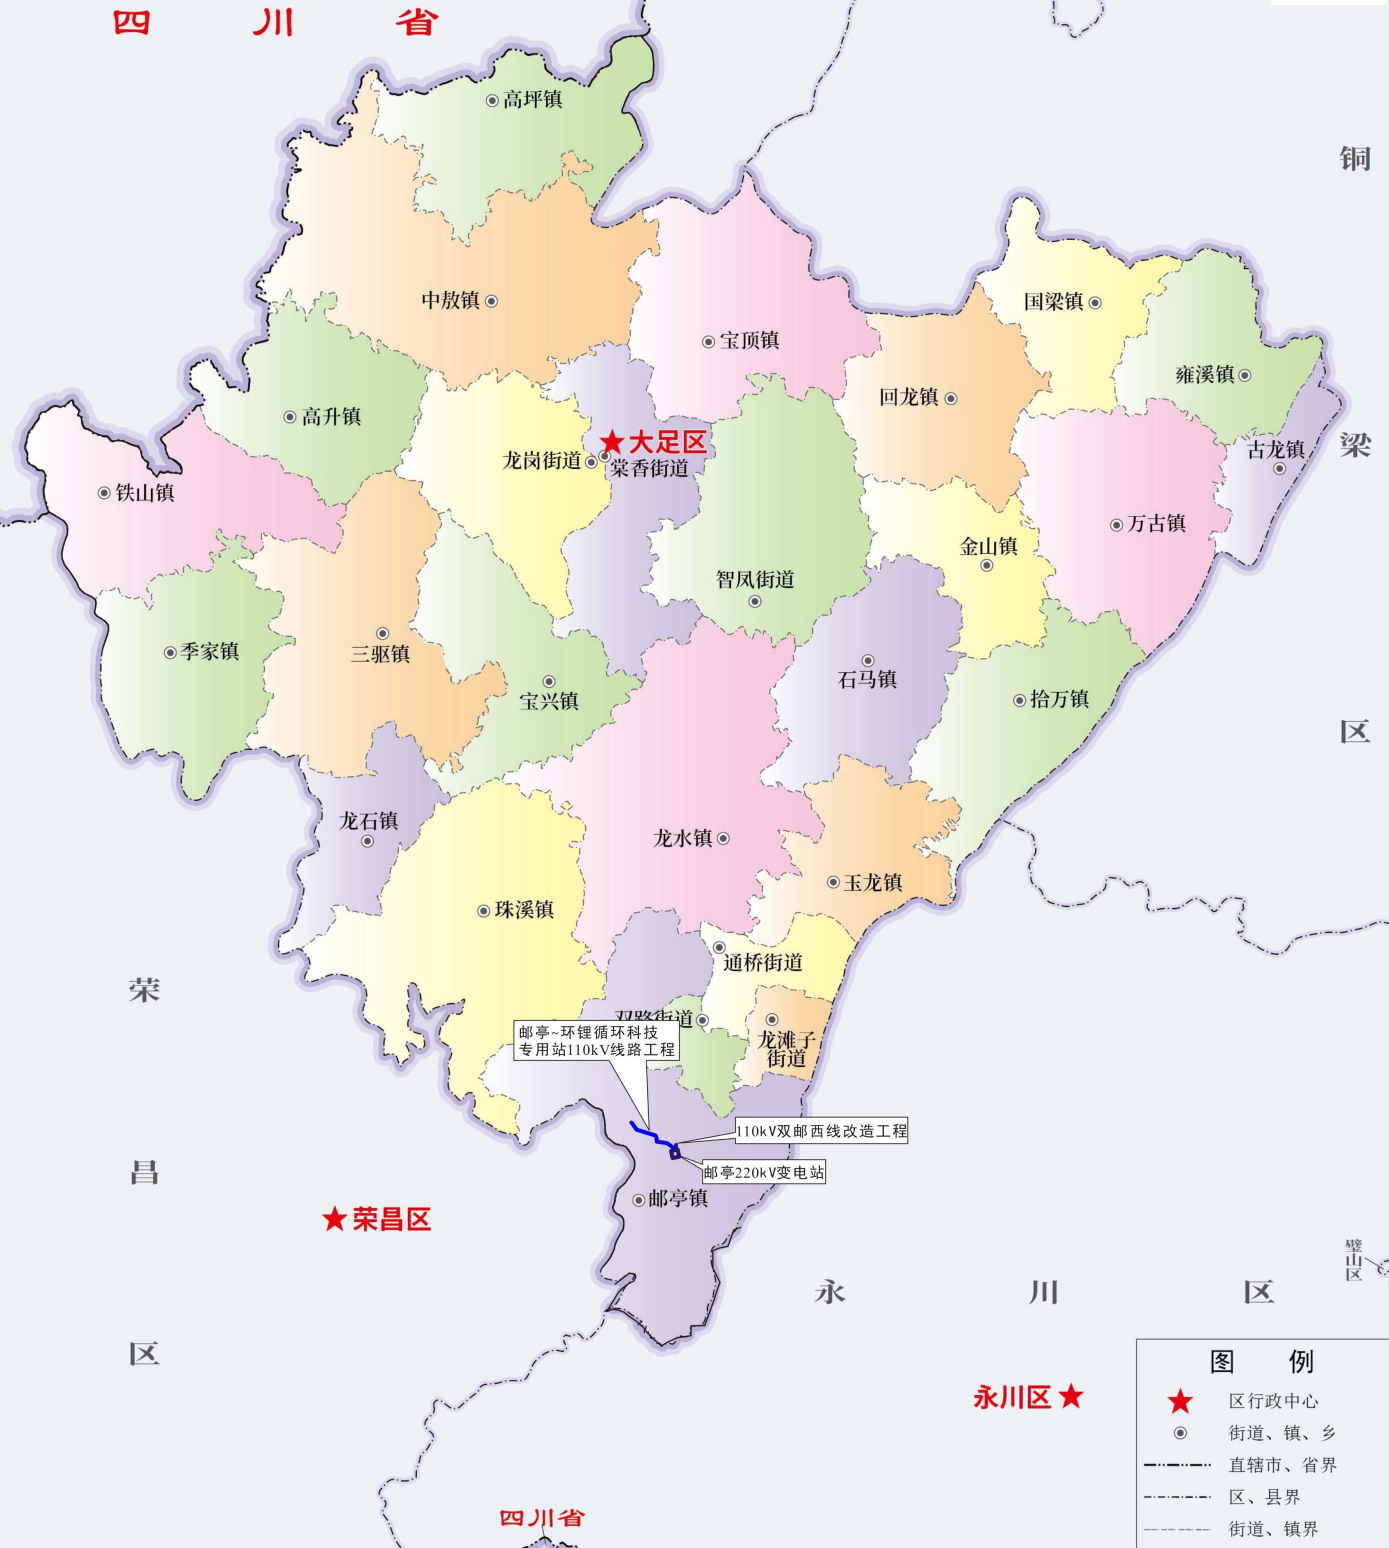 四川省
高坪镇
铜梁区
中敖镇
国梁镇
宝顶镇
雍溪镇
回龙镇
高升镇
大足区
古龙镇
龙岗街道
棠香街道
铁山镇
万古镇
金山镇
智凤街道
季家镇
三驱镇
石马镇
宝兴镇
拾万镇
龙石镇
龙水镇
玉龙镇
珠溪镇
通桥街道
荣昌区
双路街道
邮亭~环锂循环科技
专用站110kV线路工程
龙滩子
街道
110kV双邮西线改造工程
邮亭220kV变电站
邮亭镇
荣昌区
璧山区
永川区
图例
永川区
区行政中心
街道、镇、乡
直辖市、省界
区、县界
街道、镇界
四川省